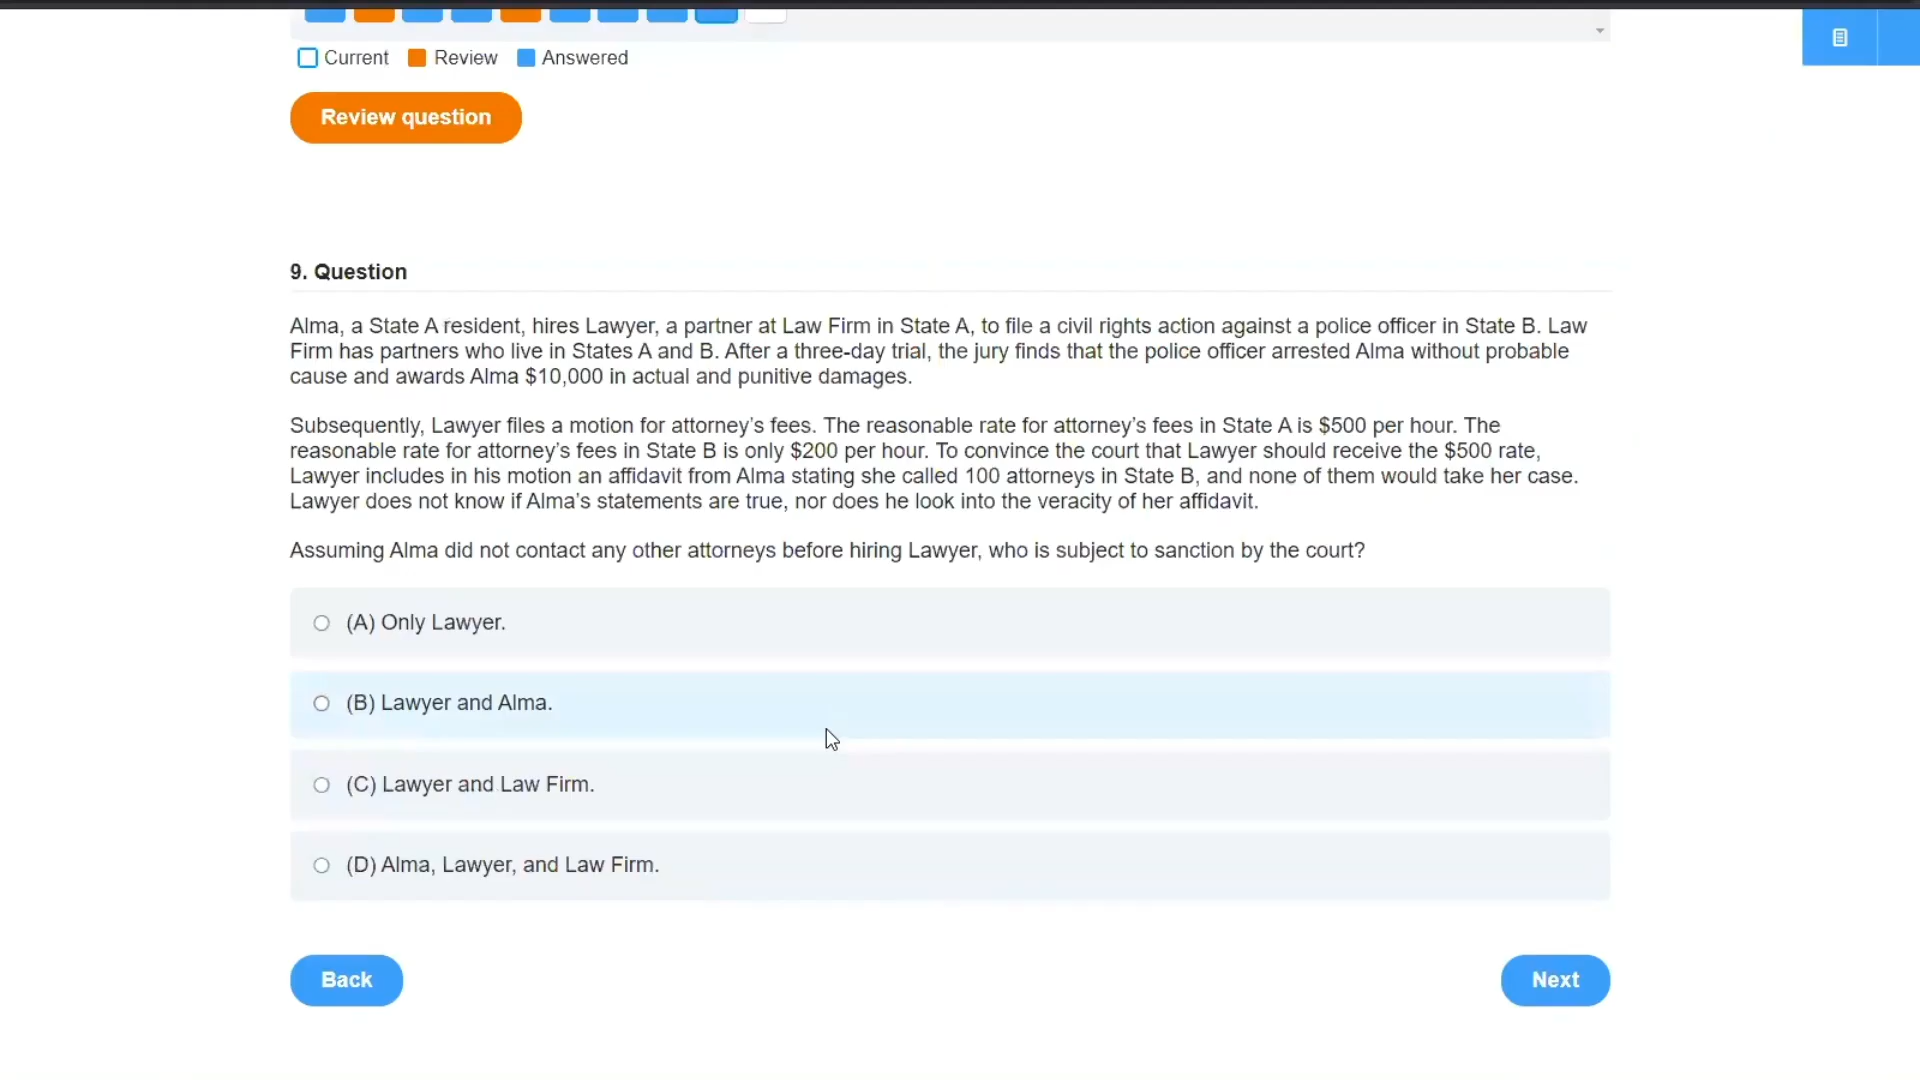 Current Review Answered
Review question
9. Question
Alma, a State A resident, hires Lawyer, a partner at Law Firm in State A, to file a civil rights action against a police officer in State B. Law
Firm has partners who live in States A and B. After a three-day trial, the jury finds that the police officer arrested Alma without probable
cause and awards Alma $10,000 in actual and punitive damages.
Subsequently, Lawyer files a motion for attorney’s fees. The reasonable rate for attorney’s fees in State A is $500 per hour. The
reasonable rate for attorney’s fees in State B is only $200 per hour. To convince the court that Lawyer should receive the $500 rate,
Lawyer includes in his motion an affidavit from Alma stating she called 100 attorneys in State B, and none of them would take her case.
Lawyer does not know if Alma’s statements are true, nor does he look into the veracity of her affidavit.
Assuming Alma did not contact any other attorneys before hiring Lawyer, who is subject to sanction by the court?
(A) Only Lawyer.
(B) Lawyer and Alma.
(C) Lawyer and Law Firm.
(D) Alma, Lawyer, and Law Firm.
Back
Next